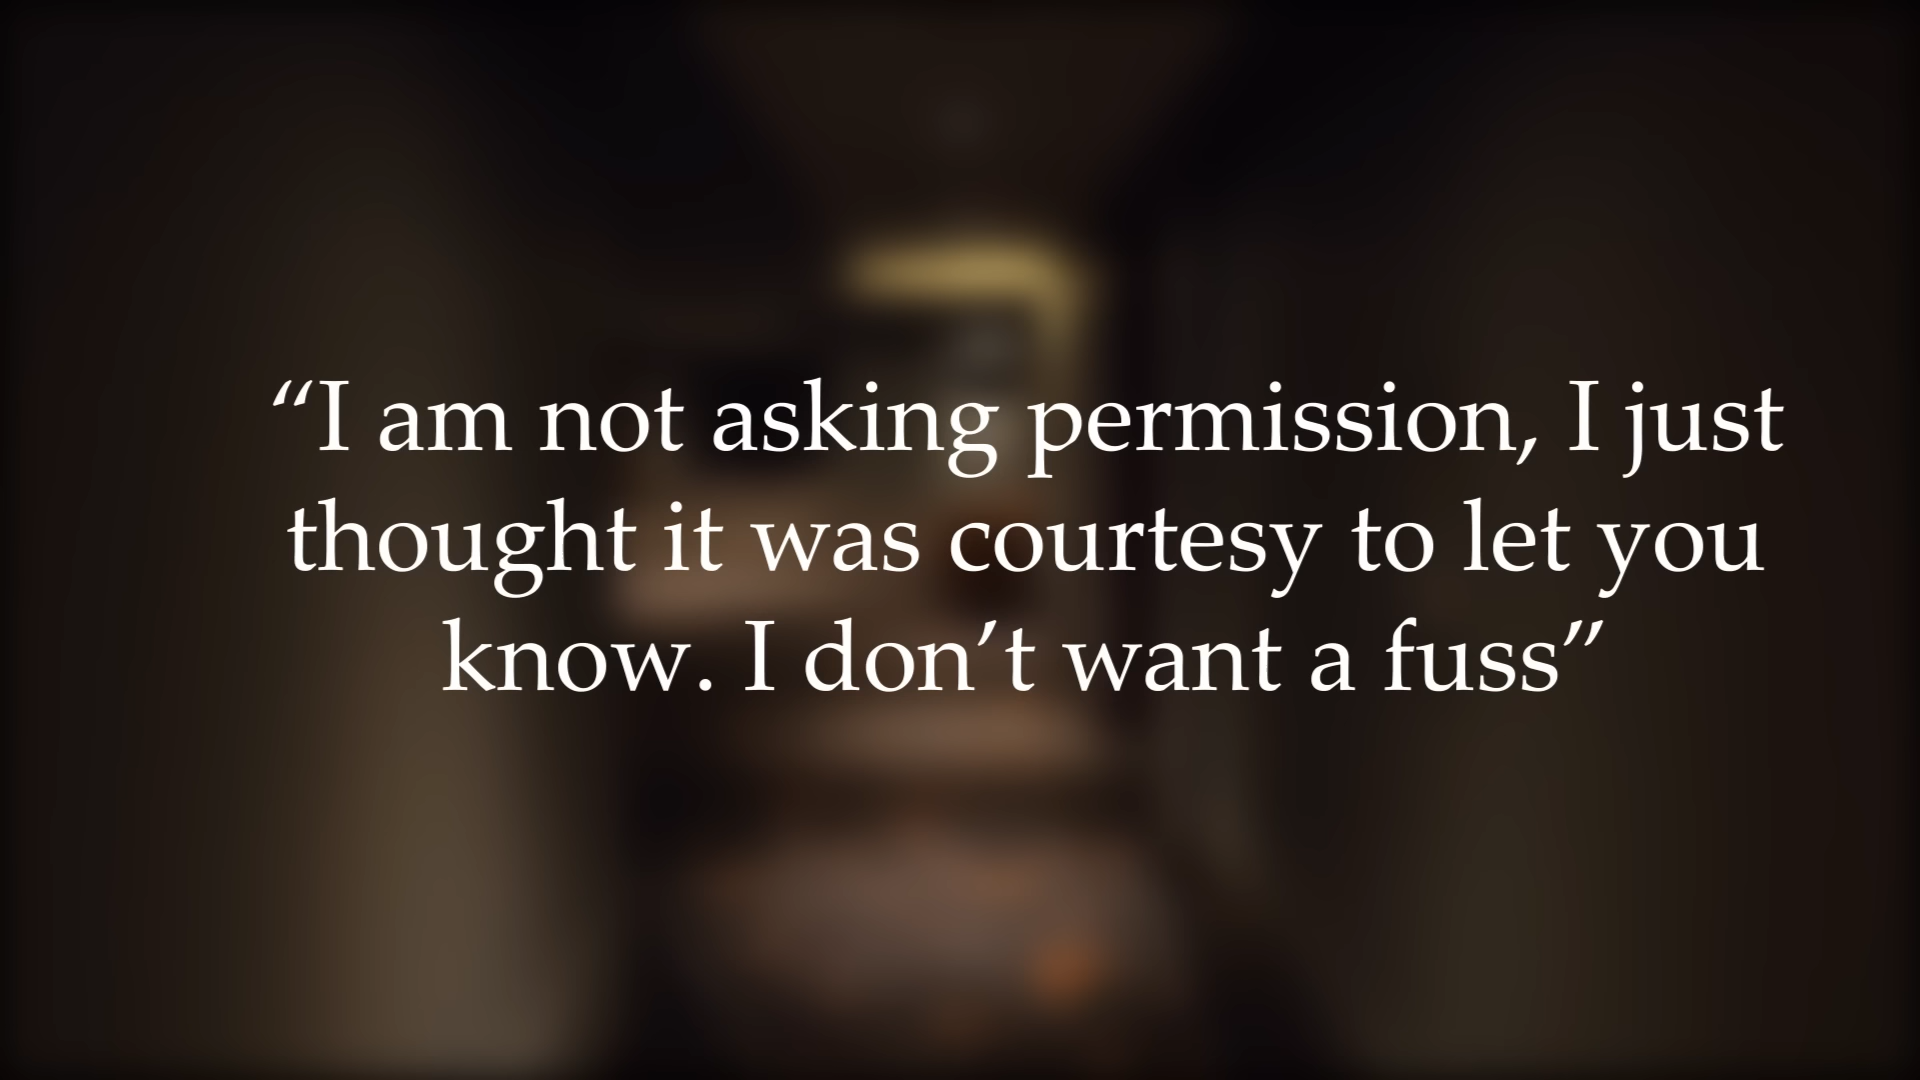 “I am not asking permission, I just
thought it was courtesy to let you
know. I don’t want a fuss”